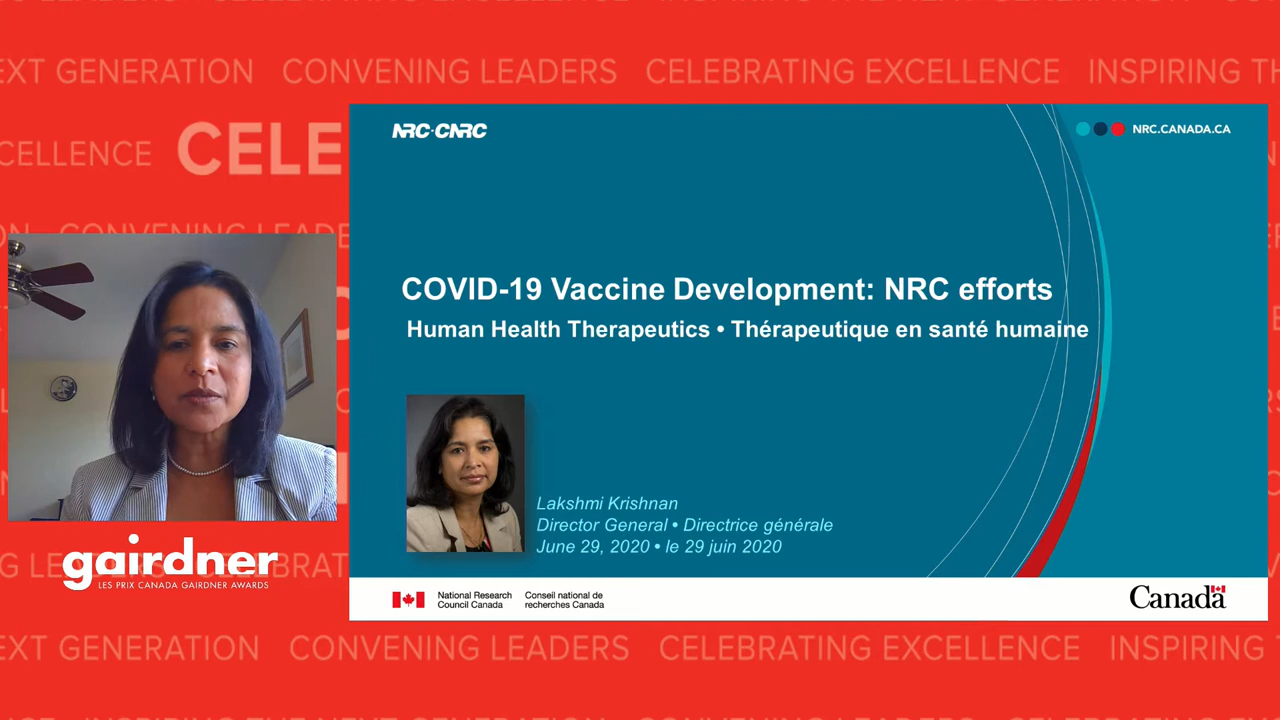 EXT GENERATION CONVENING LEADERS CELEBRATING EXCELLENCE INSPIRING TH
CELLENCE CELE
NRC·CNRC
NRC.CANADA.CA
CONVENING LEADE
COVID-19 Vaccine Development: NRC efforts
Human Health Therapeutics • Thérapeutique en santé humaine
Lakshmi Krishnan
Director General • Directrice générale
June 29, 2020 • le 29 juin 2020
gairdner
LES PRIX CANADA GAIRDNER AWARDS
National Research Council Canada
Conseil national de recherches Canada
Canada
EXT GENERATION CONVENING LEADERS CELEBRATING EXCELLENCE INSPIRING